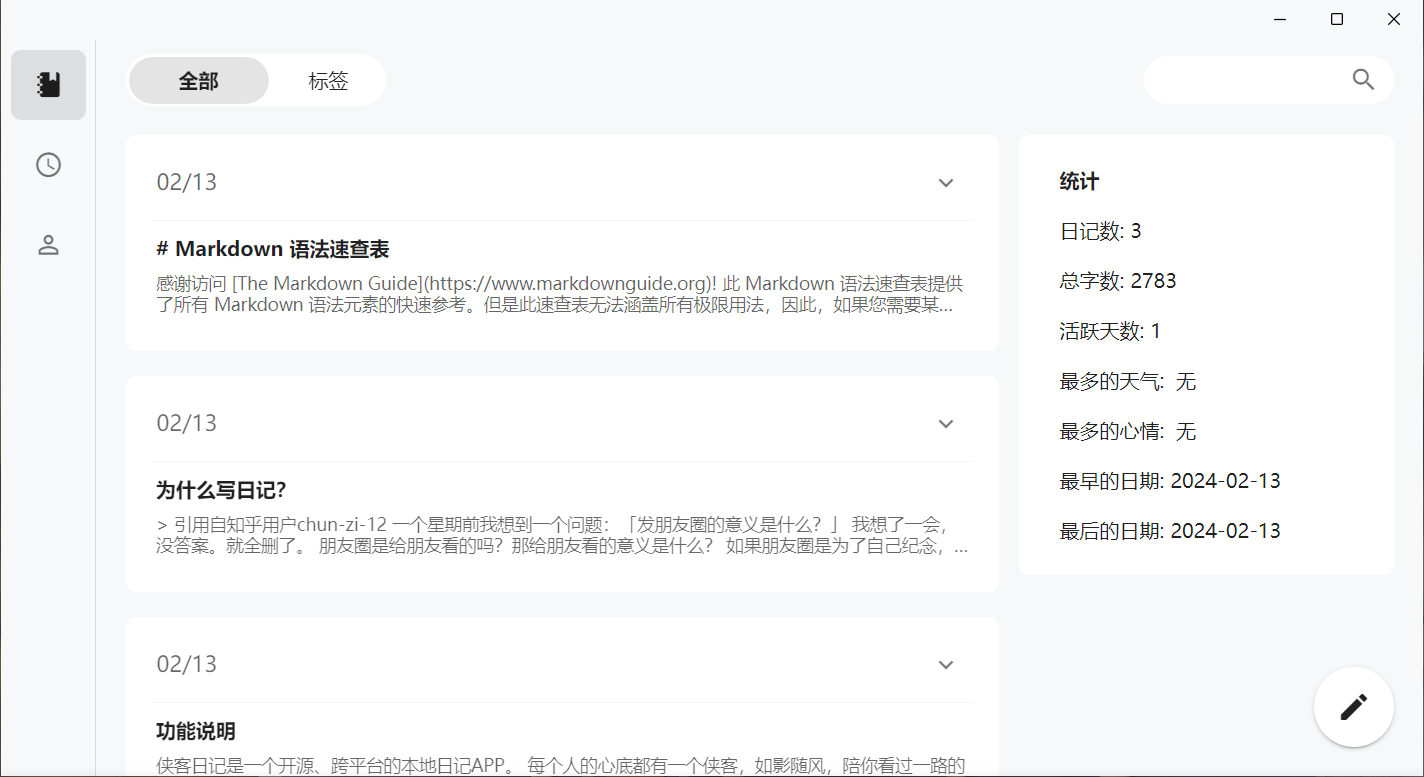 全部
标签
02/13
# Markdown 语法速查表
感谢访问 [The Markdown Guide](https://www.markdownguide.org)! 此 Markdown 语法速查表提供
了所有 Markdown 语法元素的快速参考。但是此速查表无法涵盖所有极限用法，因此，如果您需要某...
02/13
为什么写日记？
> 引用自知乎用户chun-zi-12 一个星期前我想到一个问题：「发朋友圈的意义是什么？」 我想了一会，
没答案。就全删了。 朋友圈是给朋友看的吗？那给朋友看的意义是什么？ 如果朋友圈是为了自己纪念，...
02/13
功能说明
侠客日记是一个开源、跨平台的本地日记APP。 每个人的心底都有一个侠客，如影随风，陪你看过一路的
统计
日记数: 3
总字数: 2783
活跃天数: 1
最多的天气: 无
最多的心情: 无
最早的日期: 2024-02-13
最后的日期: 2024-02-13